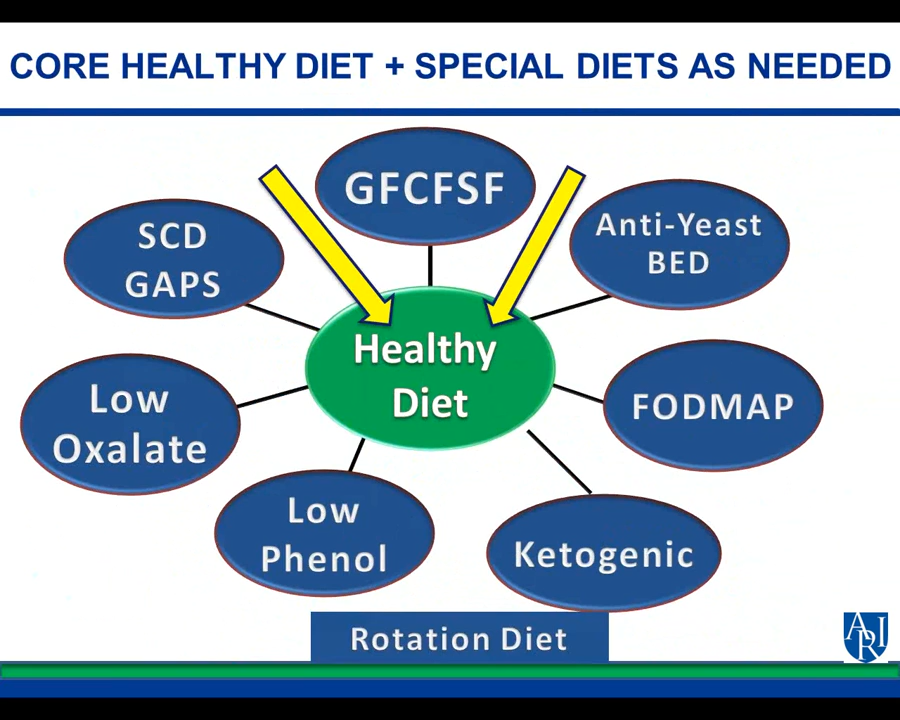 CORE HEALTHY DIET + SPECIAL DIETS AS NEEDED
GFCFSF
SCD
GAPS
Anti-Yeast
BED
Healthy
Diet
Low
Oxalate
FODMAP
Low
Phenol
Ketogenic
Rotation Diet
ARI